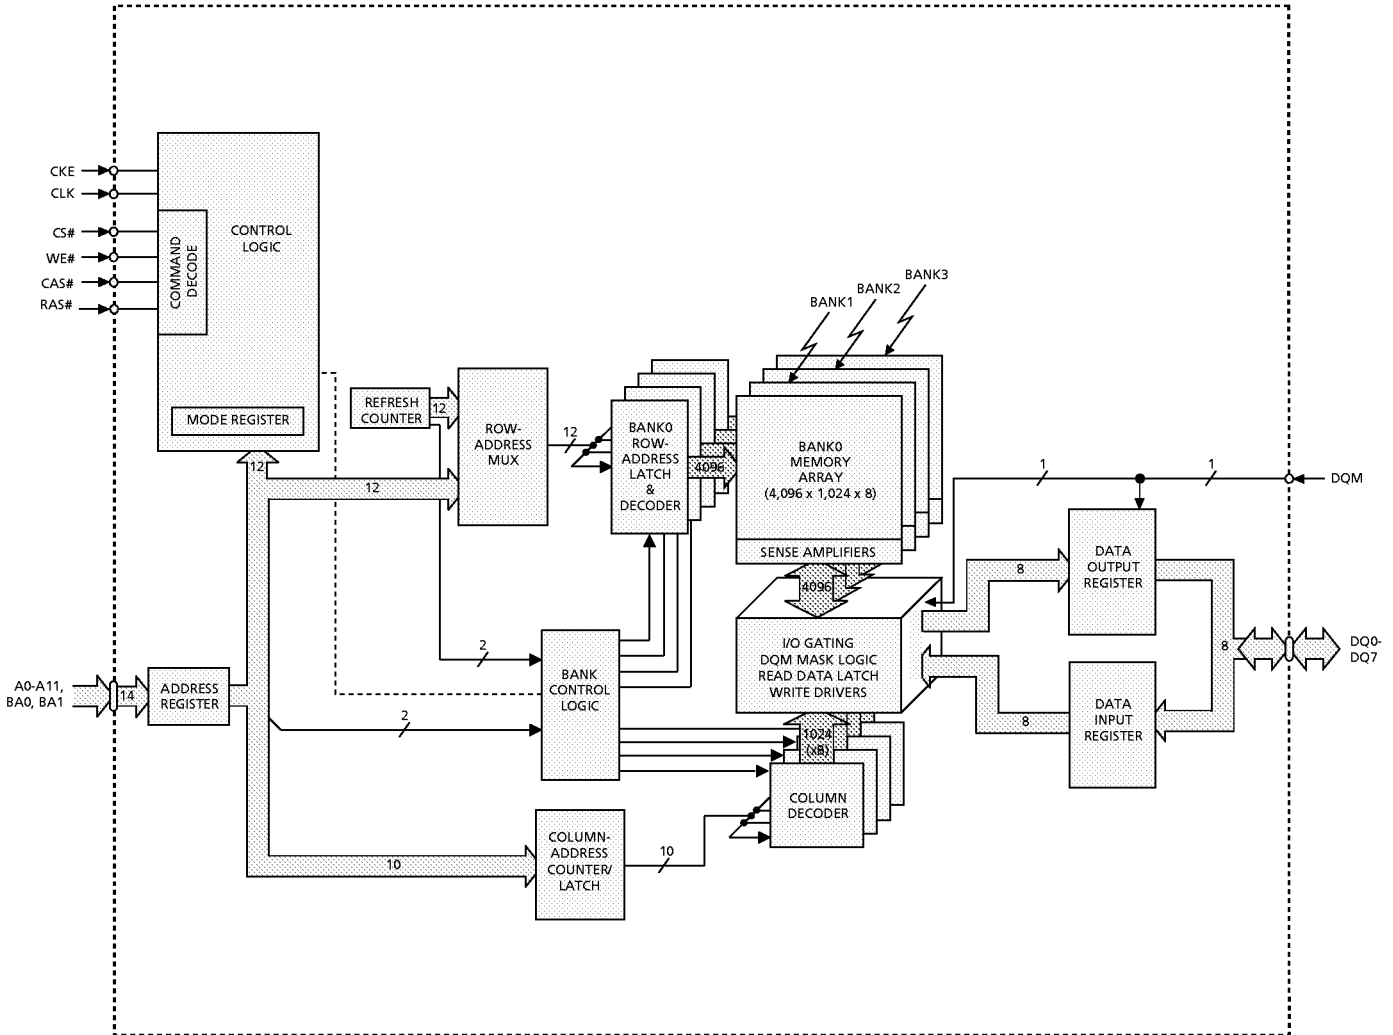 CKE
CLK
CS#
WE#
CAS#
RAS#
CONTROL
LOGIC
COMMAND
DECODE
MODE REGISTER
12
REFRESH
COUNTER
12
12
ROW-
ADDRESS
MUX
12
BANK0
ROW-
ADDRESS
LATCH
&
DECODER
4096
BANK1
BANK2
BANK3
BANK0
MEMORY
ARRAY
(4,096 x 1,024 x 8)
SENSE AMPLIFIERS
4096
I/O GATING
DQM MASK LOGIC
READ DATA LATCH
WRITE DRIVERS
1024
(x8)
COLUMN
DECODER
1
1
DQM
DATA
OUTPUT
REGISTER
8
8
DQ0-
DQ7
DATA
INPUT
REGISTER
8
A0-A11,
BA0, BA1
14
ADDRESS
REGISTER
2
2
BANK
CONTROL
LOGIC
10
COLUMN-
ADDRESS
COUNTER/
LATCH
10